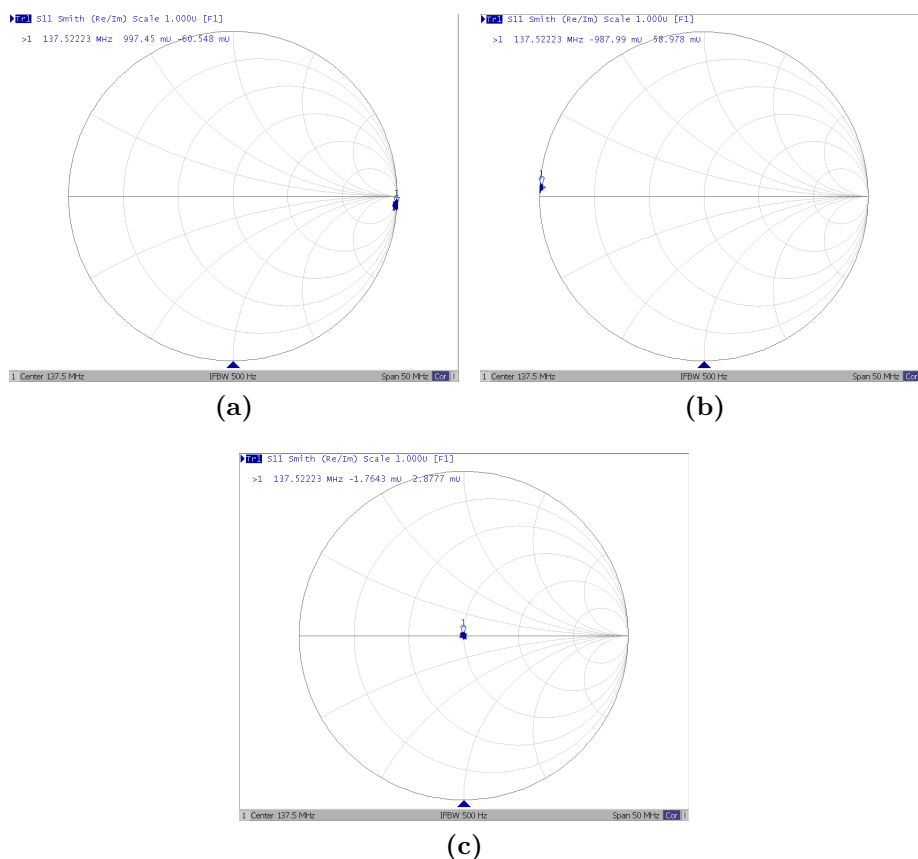 Tr1 S11 Smith (Re/Im) Scale 1.000U [F1]
>1 137.52223 MHz 997.45 mU -60.548 mU
1
1 Center 137.5 MHz IFBW 500 Hz Span 50 MHz Cor
(a)
Tr1 S11 Smith (Re/Im) Scale 1.000U [F1]
>1 137.52223 MHz -987.99 mU 58.978 mU
1
1 Center 137.5 MHz IFBW 500 Hz Span 50 MHz Cor
(b)
Tr1 S11 Smith (Re/Im) Scale 1.000U [F1]
>1 137.52223 MHz -1.7643 mU 2.8777 mU
1
1 Center 137.5 MHz IFBW 500 Hz Span 50 MHz Cor
(c)